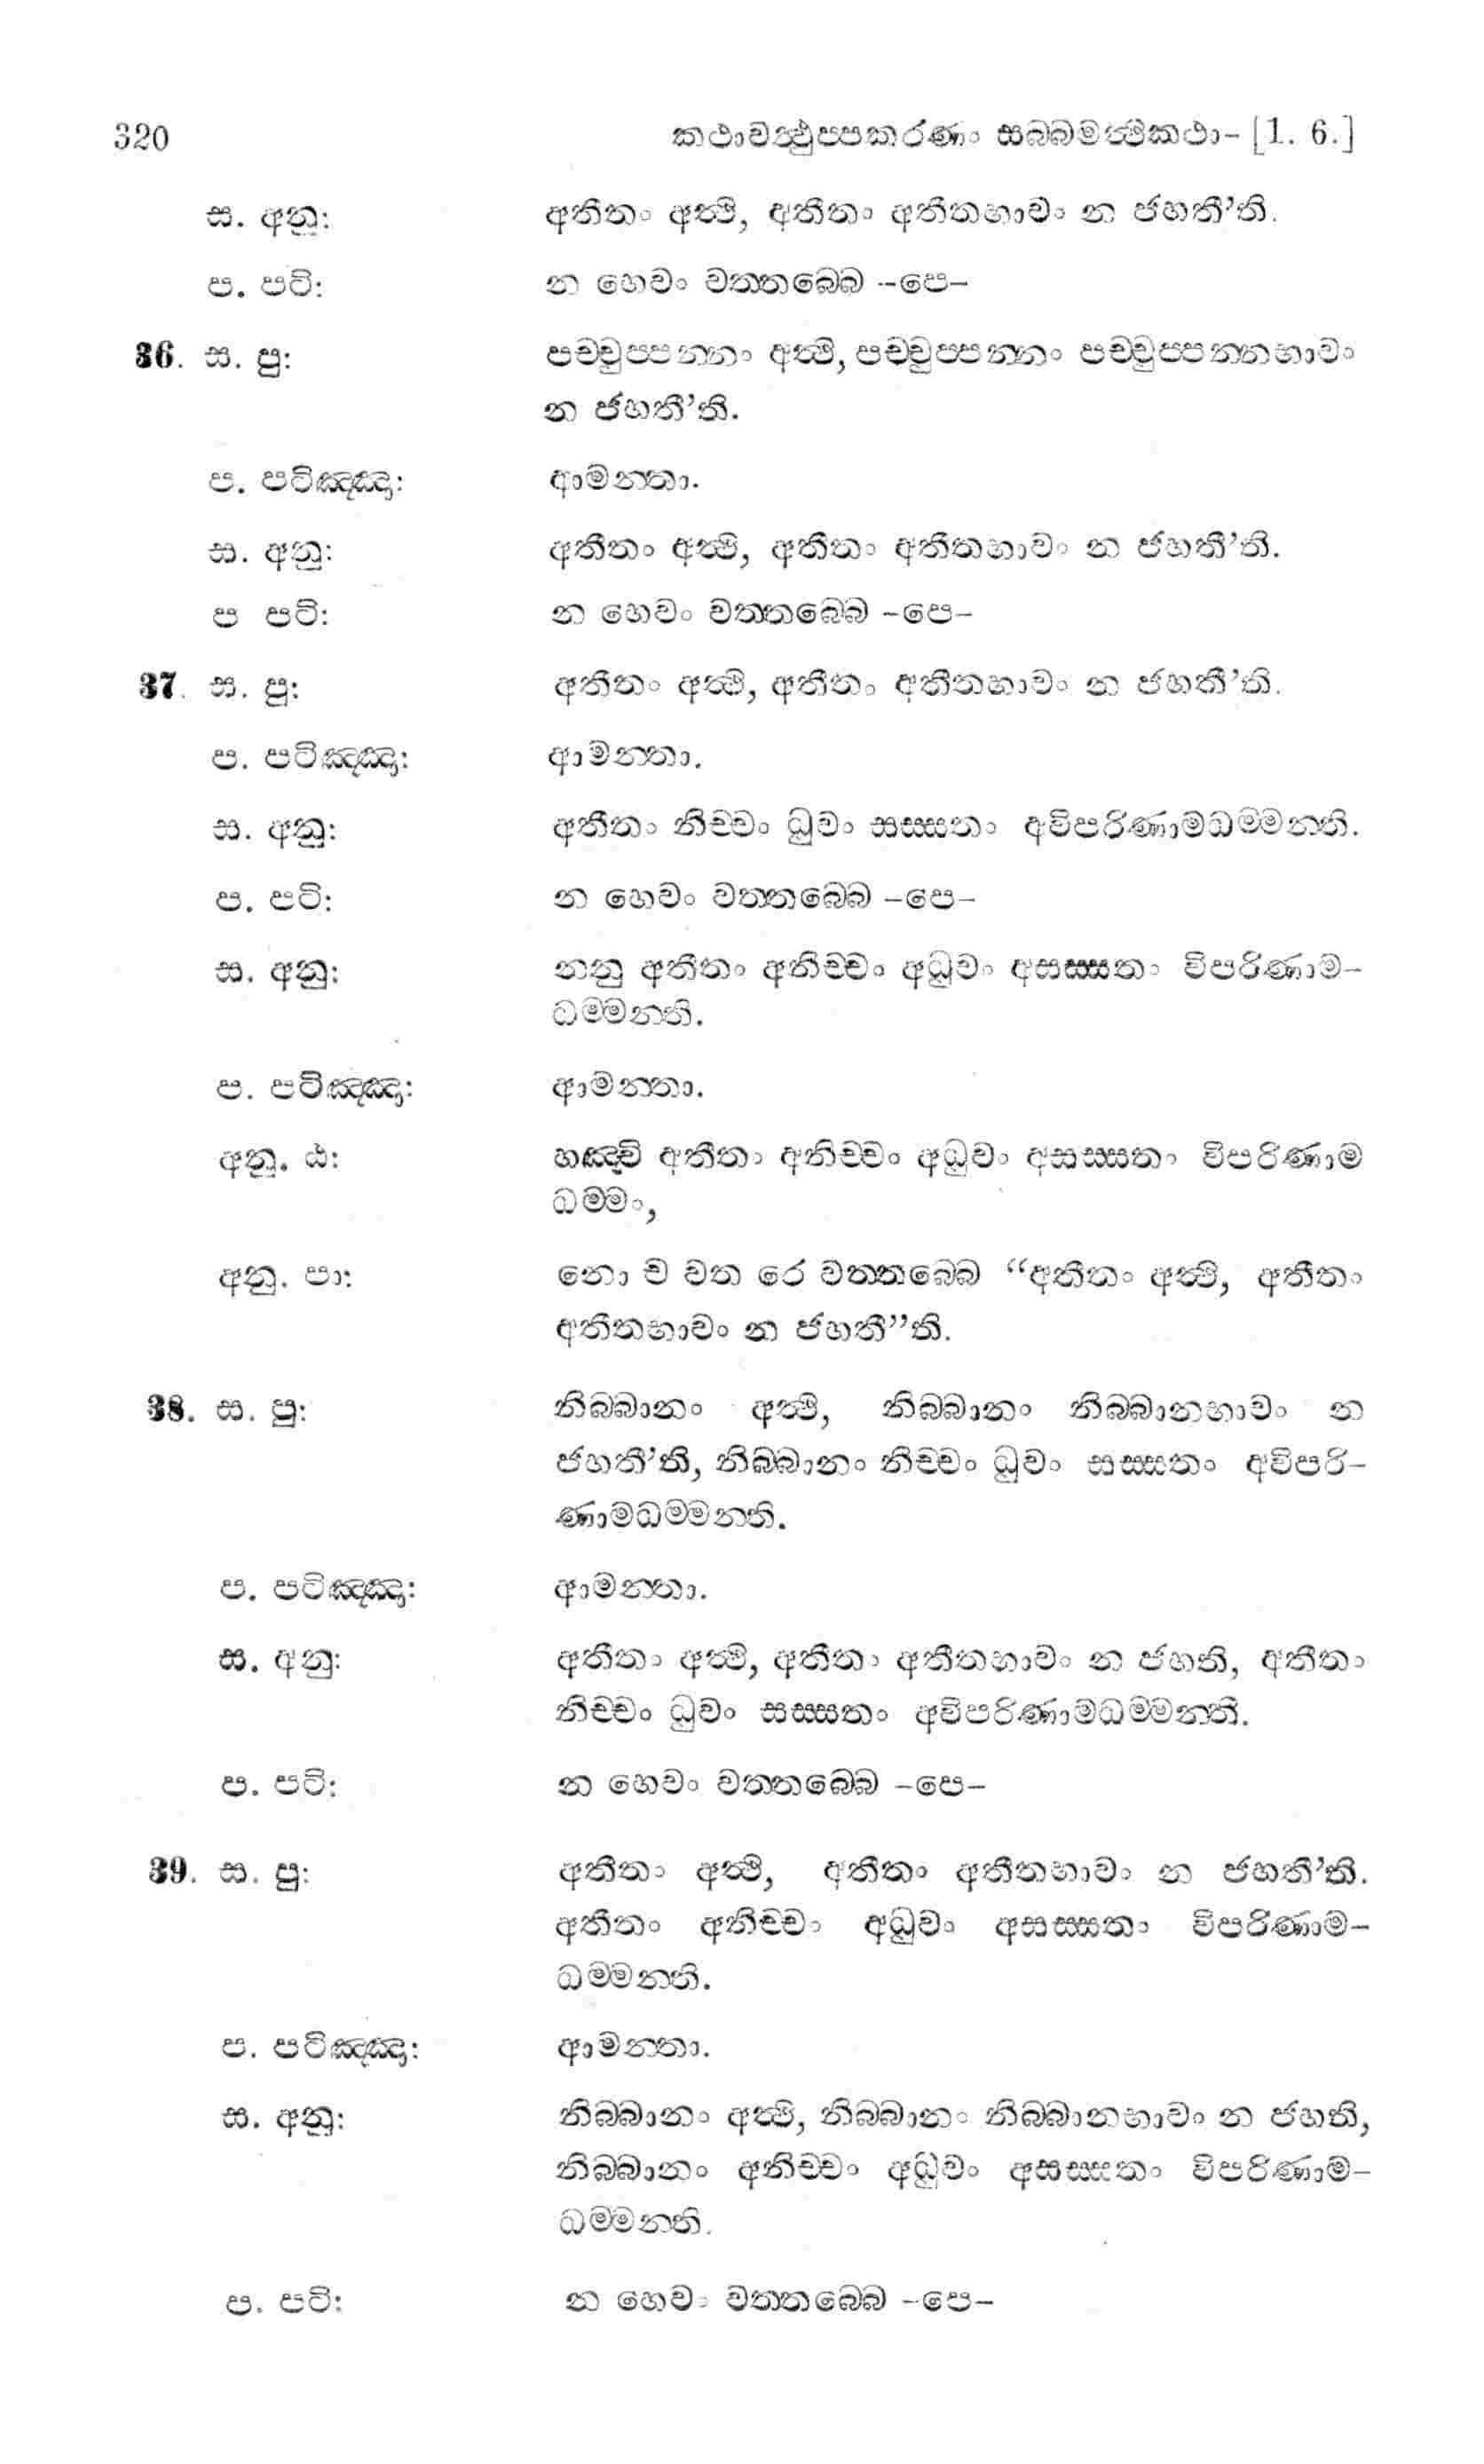 320 කථාවත්ථුප්පකරණං සබ්බමත්ථිකථා- [1. 6.]
ස. අනු: අතීතං අත්ථි, අතීතං අතීතභාවං න ජහතී’ති.
ප. පටි: න හෙවං වත්තබ්බෙ -පෙ-
36. ස. පු: පච්චුප්පන්නං අත්ථි, පච්චුප්පන්නං පච්චුප්පන්නභාවං
න ජහතී’ති.
ප. පටිඤ්ඤා: ආමන්තා.
ස. අනු: අතීතං අත්ථි, අතීතං අතීතභාවං න ජහතී’ති.
ප පටි: න හෙවං වත්තබ්බෙ -පෙ-
37. ස. පු: අතීතං අත්ථි, අතීතං අතීතභාවං න ජහතී’ති.
ප. පටිඤ්ඤා: ආමන්තා.
ස. අනු: අතීතං නිච්චං ධුවං සස්සතං අවිපරිණාමධම්මන්ති.
ප. පටි: න හෙවං වත්තබ්බෙ -පෙ-
ස. අනු: නනු අතීතං අනිච්චං අධුවං අසස්සතං විපරිණාම-
ධම්මන්ති.
ප. පටිඤ්ඤා: ආමන්තා.
අනු. ඨ: හඤ්චි අතීතං අනිච්චං අධුවං අසස්සතං විපරිණාම
ධම්මං,
අනු. පා: නො ච වත රෙ වත්තබ්බෙ “අතීතං අත්ථි, අතීතං
අතීතභාවං න ජහතී”ති.
38. ස. පු: නිබ්බානං අත්ථි, නිබ්බානං නිබ්බානභාවං න
ජහතී’ති, නිබ්බානං නිච්චං ධුවං සස්සතං අවිපරි-
ණාමධම්මන්ති.
ප. පටිඤ්ඤා: ආමන්තා.
ස. අනු: අතීතං අත්ථි, අතීතං අතීතභාවං න ජහති, අතීතං
නිච්චං ධුවං සස්සතං අවිපරිණාමධම්මන්ති.
ප. පටි: න හෙවං වත්තබ්බෙ -පෙ-
39. ස. පු: අතීතං අත්ථි, අතීතං අතීතභාවං න ජහතී’ති.
අතීතං අනිච්චං අධුවං අසස්සතං විපරිණාම-
ධම්මන්ති.
ප. පටිඤ්ඤා: ආමන්තා.
ස. අනු: නිබ්බානං අත්ථි, නිබ්බානං නිබ්බානභාවං න ජහති,
නිබ්බානං අනිච්චං අධුවං අසස්සතං විපරිණාම-
ධම්මන්ති.
ප. පටි: න හෙවං වත්තබ්බෙ -පෙ-